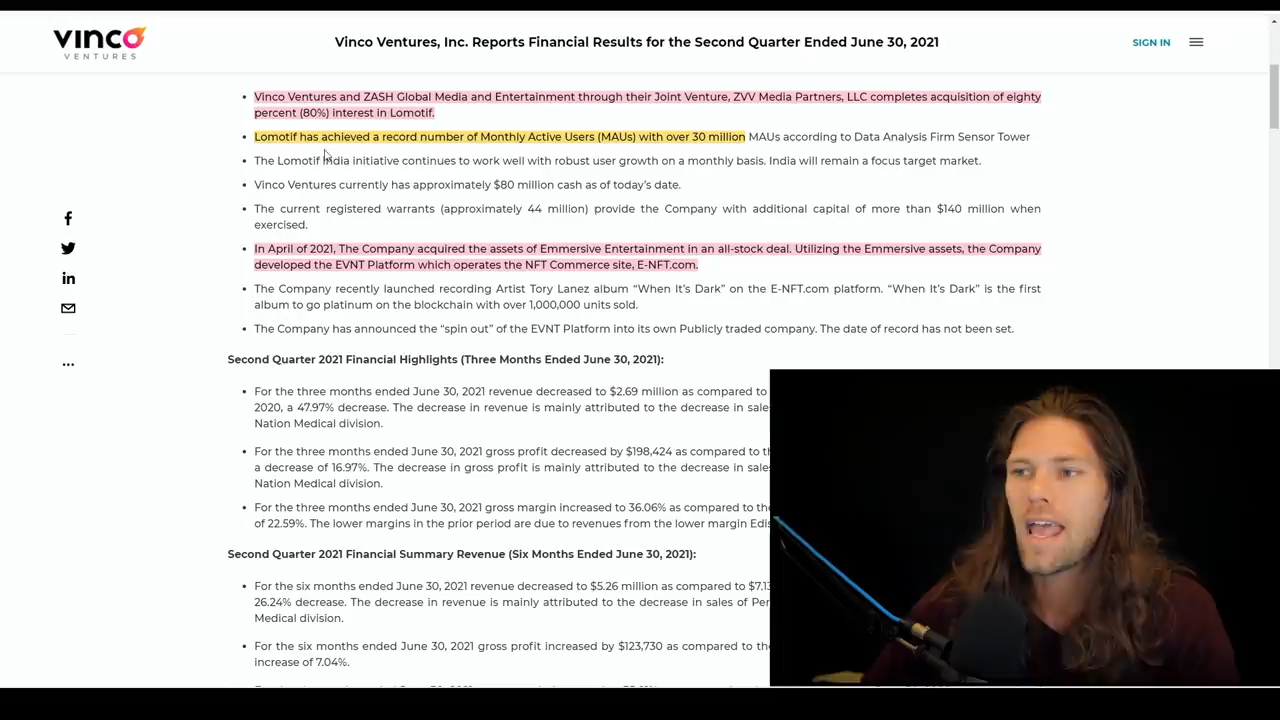 VINCO
VENTURES
Vinco Ventures, Inc. Reports Financial Results for the Second Quarter Ended June 30, 2021
SIGN IN
• Vinco Ventures and ZASH Global Media and Entertainment through their Joint Venture, ZVV Media Partners, LLC completes acquisition of eighty
percent (80%) interest in Lomotif.
• Lomotif has achieved a record number of Monthly Active Users (MAUs) with over 30 million MAUs according to Data Analysis Firm Sensor Tower
• The Lomotif India initiative continues to work well with robust user growth on a monthly basis. India will remain a focus target market.
• Vinco Ventures currently has approximately $80 million cash as of today's date.
• The current registered warrants (approximately 44 million) provide the Company with additional capital of more than $140 million when
exercised.
• In April of 2021, The Company acquired the assets of Emmersive Entertainment in an all-stock deal. Utilizing the Emmersive assets, the Company
developed the EVNT Platform which operates the NFT Commerce site, E-NFT.com.
• The Company recently launched recording Artist Tory Lanez album “When It’s Dark” on the E-NFT.com platform. “When It’s Dark” is the first
album to go platinum on the blockchain with over 1,000,000 units sold.
• The Company has announced the “spin out” of the EVNT Platform into its own Publicly traded company. The date of record has not been set.
Second Quarter 2021 Financial Highlights (Three Months Ended June 30, 2021):
• For the three months ended June 30, 2021 revenue decreased to $2.69 million as compared to
2020, a 47.97% decrease. The decrease in revenue is mainly attributed to the decrease in sale
Nation Medical division.
• For the three months ended June 30, 2021 gross profit decreased by $198,424 as compared to th
a decrease of 16.97%. The decrease in gross profit is mainly attributed to the decrease in sale
Nation Medical division.
• For the three months ended June 30, 2021 gross margin increased to 36.06% as compared to the
of 22.59%. The lower margins in the prior period are due to revenues from the lower margin Edis
Second Quarter 2021 Financial Summary Revenue (Six Months Ended June 30, 2021):
• For the six months ended June 30, 2021 revenue decreased to $5.26 million as compared to $7.13
26.24% decrease. The decrease in revenue is mainly attributed to the decrease in sales of Per
Medical division.
• For the six months ended June 30, 2021 gross profit increased by $123,730 as compared to the
increase of 7.04%.